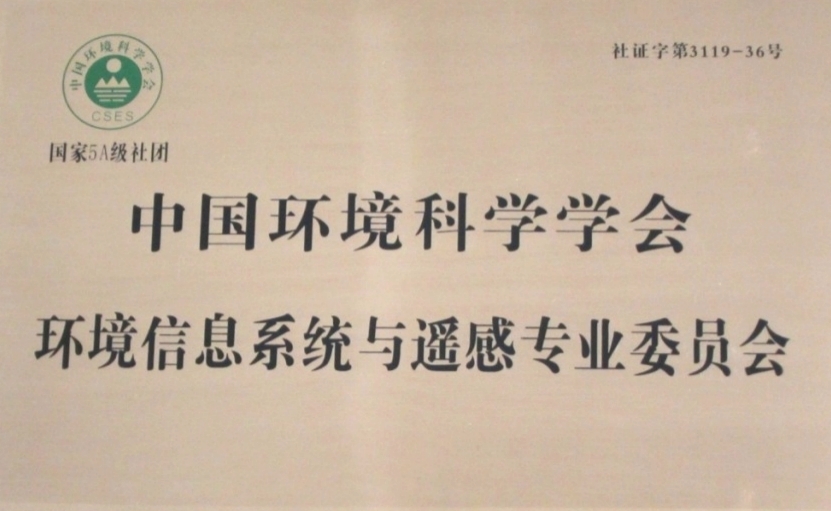 中国环境科学学会
CSES
社证字第3119-36号
国家5A级社团
中国环境科学学会
环境信息系统与遥感专业委员会